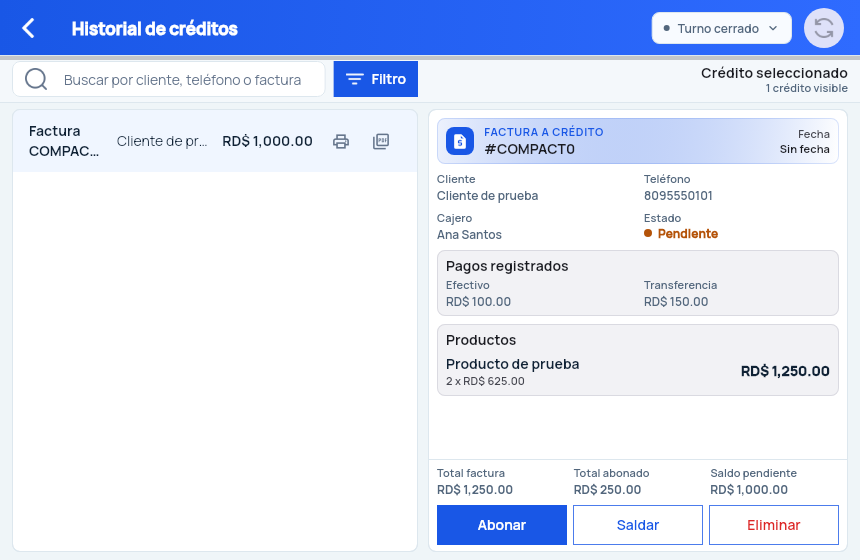 Historial de créditos
Turno cerrado
Buscar por cliente, teléfono o factura
Filtro
Crédito seleccionado
1 crédito visible
Factura
COMPAC...
Cliente de pr...
RD$ 1,000.00
FACTURA A CRÉDITO
#COMPACT0
Fecha
Sin fecha
Cliente
Cliente de prueba
Teléfono
8095550101
Cajero
Ana Santos
Estado
Pendiente
Pagos registrados
Efectivo
RD$ 100.00
Transferencia
RD$ 150.00
Productos
Producto de prueba
2 x RD$ 625.00
RD$ 1,250.00
Total factura
RD$ 1,250.00
Total abonado
RD$ 250.00
Saldo pendiente
RD$ 1,000.00
Abonar
Saldar
Eliminar